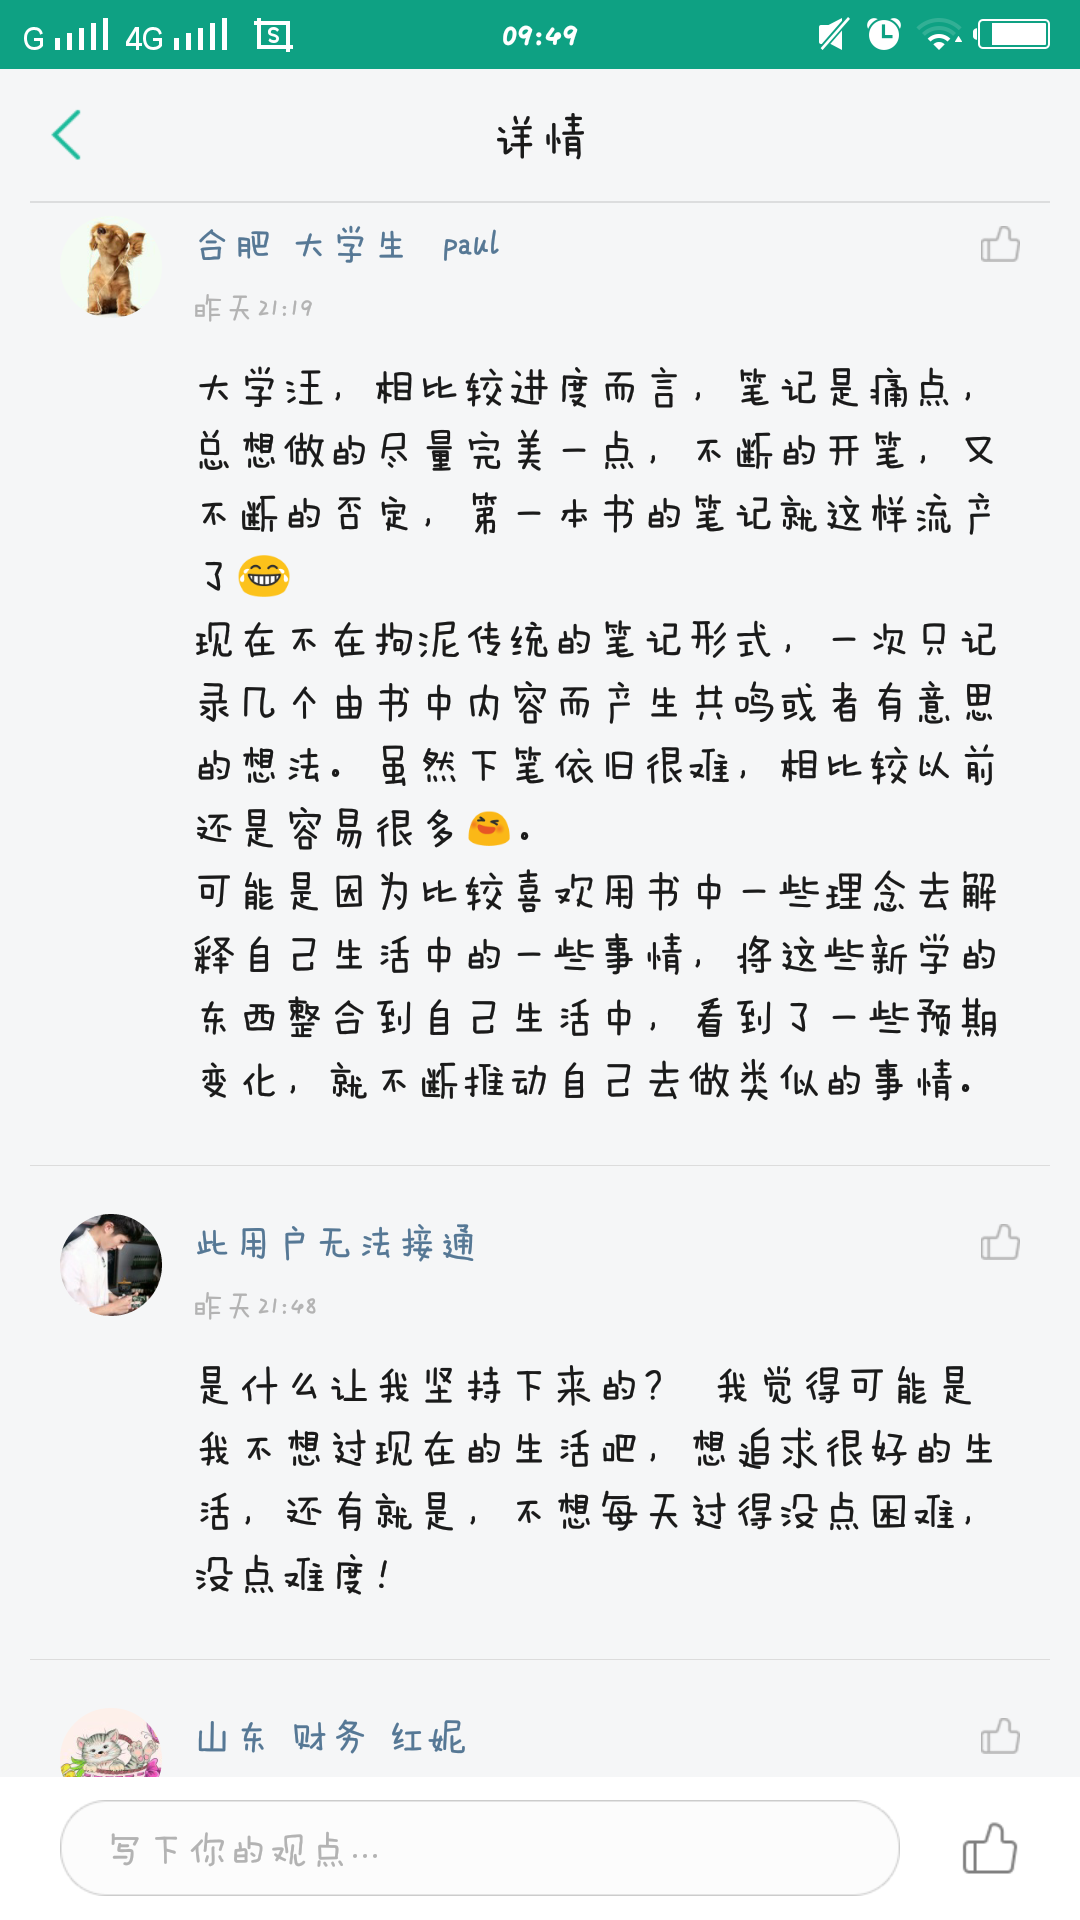 G 4G S 09:49
详情
合肥 大学生 paul
昨天21:19
大学汪，相比较进度而言，笔记是痛点，
总想做的尽量完美一点，不断的开笔，又
不断的否定，第一本书的笔记就这样流产
了😂
现在不在拘泥传统的笔记形式，一次只记
录几个由书中内容而产生共鸣或者有意思
的想法。虽然下笔依旧很难，相比较以前
还是容易很多😆。
可能是因为比较喜欢用书中一些理念去解
释自己生活中的一些事情，将这些新学的
东西整合到自己生活中，看到了一些预期
变化，就不断推动自己去做类似的事情。
此用户无法接通
昨天21:48
是什么让我坚持下来的？ 我觉得可能是
我不想过现在的生活吧，想追求很好的生
活，还有就是，不想每天过得没点困难，
没点难度！
山东 财务 红妮
写下你的观点...